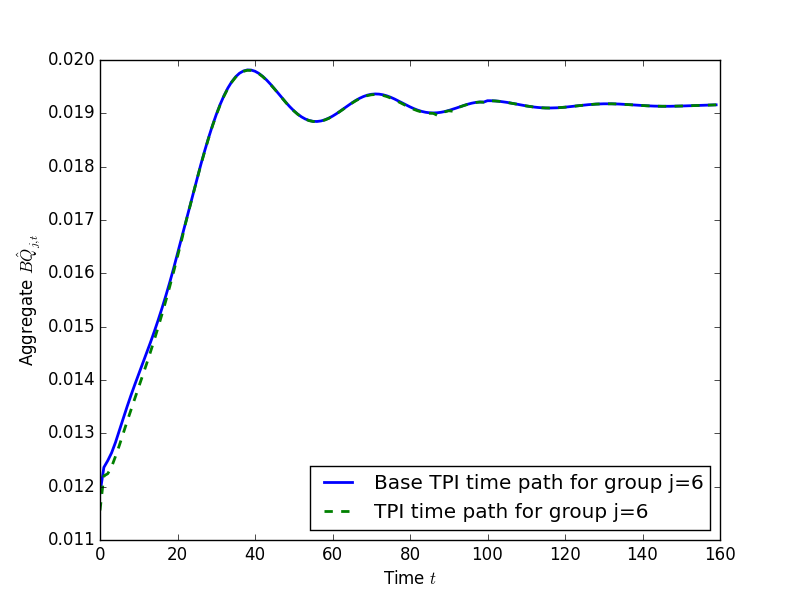 0.020
0.019
0.018
0.017
0.016
0.015
0.014
0.013
0.012
0.011
Aggregate $\hat{BQ}_{j,t}$
0 20 40 60 80 100 120 140 160
Time t
Base TPI time path for group j=6
TPI time path for group j=6